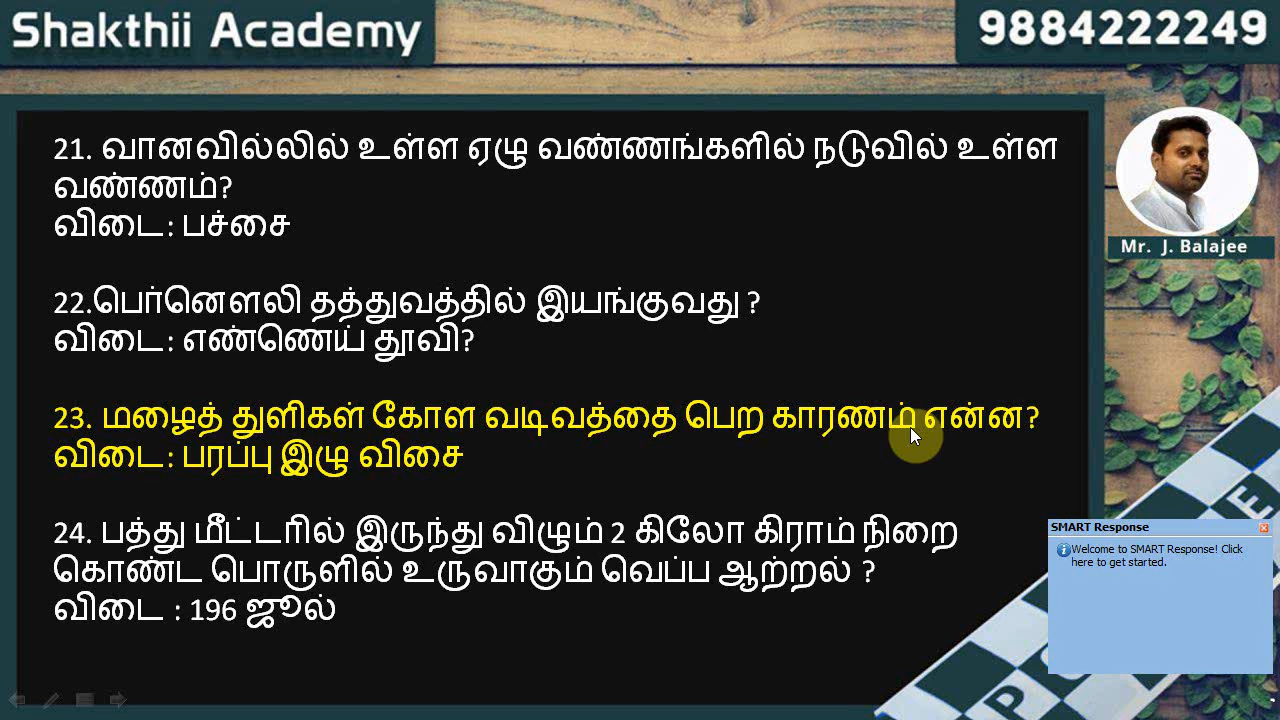 Shakthii Academy
9884222249
21. வானவில்லில் உள்ள ஏழு வண்ணங்களில் நடுவில் உள்ள
வண்ணம்?
விடை: பச்சை
22.பெர்னௌலி தத்துவத்தில் இயங்குவது ?
விடை: எண்ணெய் தூவி?
23. மழைத் துளிகள் கோள வடிவத்தை பெற காரணம் என்ன?
விடை: பரப்பு இழு விசை
24. பத்து மீட்டரில் இருந்து விழும் 2 கிலோ கிராம் நிறை
கொண்ட பொருளில் உருவாகும் வெப்ப ஆற்றல் ?
விடை : 196 ஜூல்
Mr. J. Balajee
SMART Response
Welcome to SMART Response! Click
here to get started.
E
P